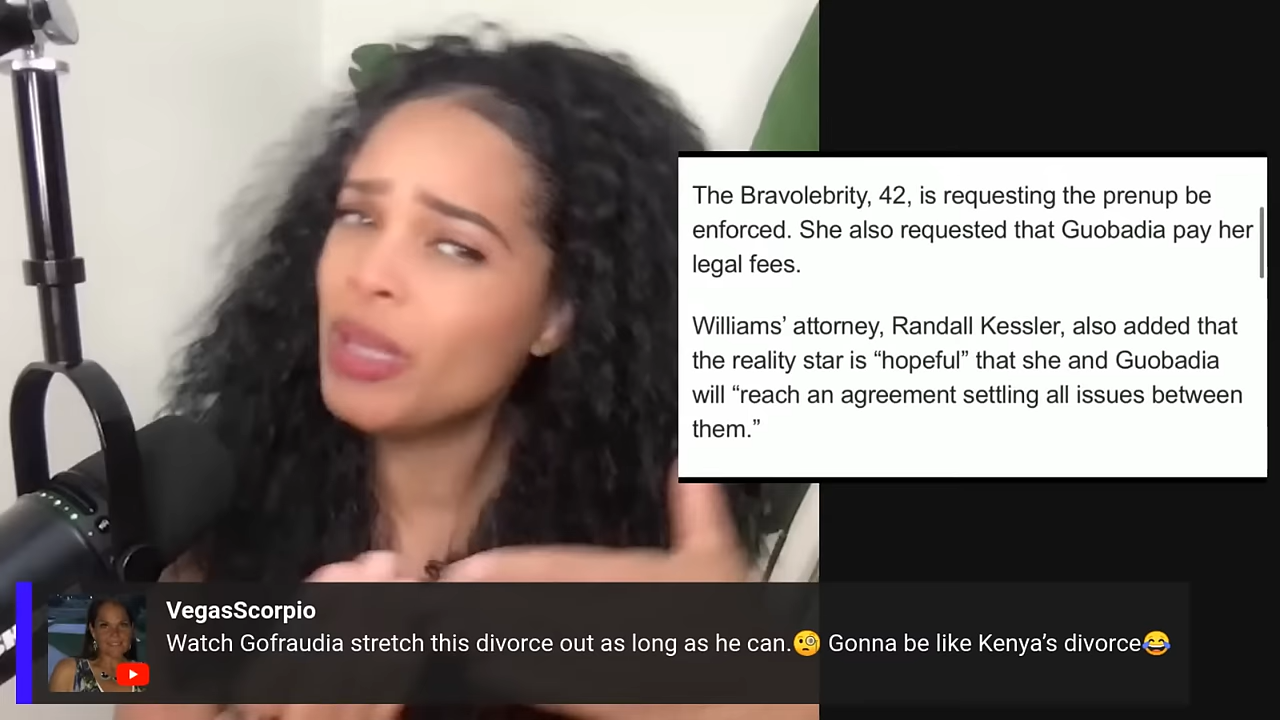 The Bravolebrity, 42, is requesting the prenup be
enforced. She also requested that Guobadia pay her
legal fees.
Williams’ attorney, Randall Kessler, also added that
the reality star is “hopeful” that she and Guobadia
will “reach an agreement settling all issues between
them.”
VegasScorpio
Watch Gofraudia stretch this divorce out as long as he can.🧐 Gonna be like Kenya’s divorce😂